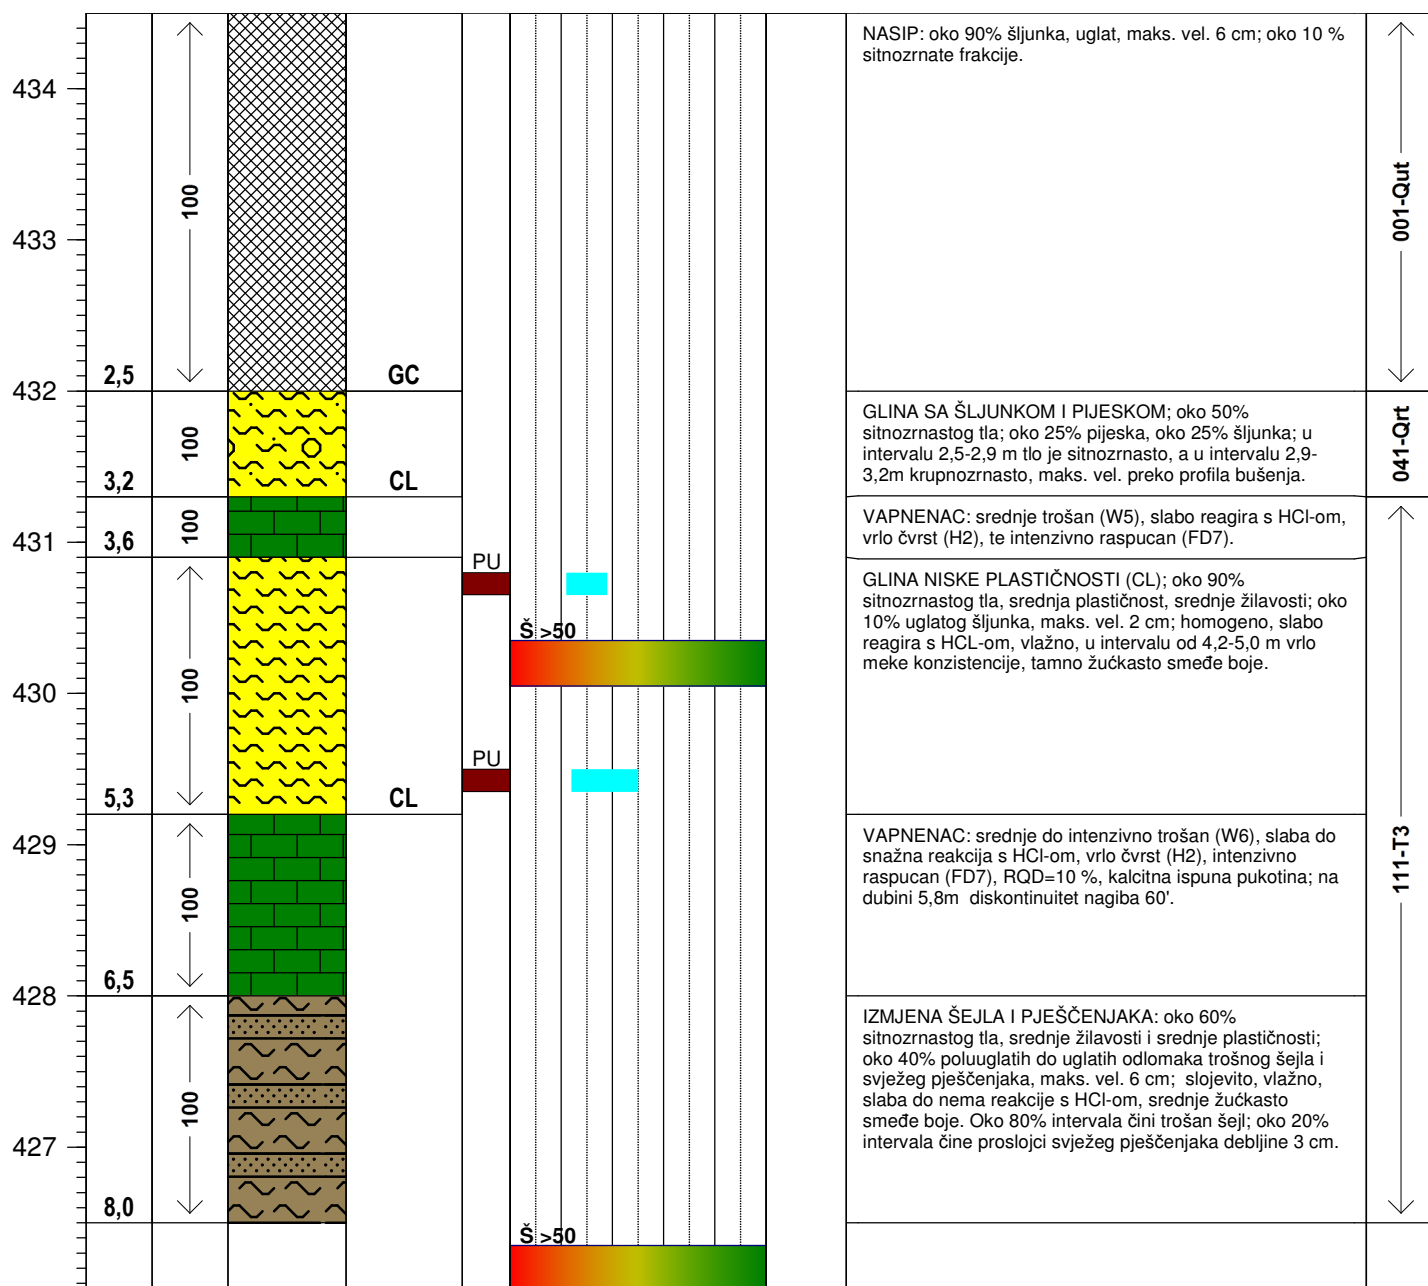 434
433
432
431
430
429
428
427
2,5
3,2
3,6
5,3
6,5
8,0
100
100
100
100
100
100
GC
CL
CL
PU
PU
Š >50
Š >50
NASIP: oko 90% šljunka, uglat, maks. vel. 6 cm; oko 10 %
sitnozrnate frakcije.
GLINA SA ŠLJUNKOM I PIJESKOM; oko 50%
sitnozrnastog tla; oko 25% pijeska, oko 25% šljunka; u
intervalu 2,5-2,9 m tlo je sitnozrnasto, a u intervalu 2,9-
3,2m krupnozrnasto, maks. vel. preko profila bušenja.
VAPNENAC: srednje trošan (W5), slabo reagira s HCl-om,
vrlo čvrst (H2), te intenzivno raspucan (FD7).
GLINA NISKE PLASTIČNOSTI (CL); oko 90%
sitnozrnastog tla, srednja plastičnost, srednje žilavosti; oko
10% uglatog šljunka, maks. vel. 2 cm; homogeno, slabo
reagira s HCL-om, vlažno, u intervalu od 4,2-5,0 m vrlo
meke konzistencije, tamno žućkasto smeđe boje.
VAPNENAC: srednje do intenzivno trošan (W6), slaba do
snažna reakcija s HCl-om, vrlo čvrst (H2), intenzivno
raspucan (FD7), RQD=10 %, kalcitna ispuna pukotina; na
dubini 5,8m  diskontinuitet nagiba 60'.
IZMJENA ŠEJLA I PJEŠČENJAKA: oko 60%
sitnozrnastog tla, srednje žilavosti i srednje plastičnosti;
oko 40% poluuglatih do uglatih odlomaka trošnog šejla i
svježeg pješčenjaka, maks. vel. 6 cm;  slojevito, vlažno,
slaba do nema reakcije s HCl-om, srednje žućkasto
smeđe boje. Oko 80% intervala čini trošan šejl; oko 20%
intervala čine proslojci svježeg pješčenjaka debljine 3 cm.
001-Qut
041-Qrt
111-T3